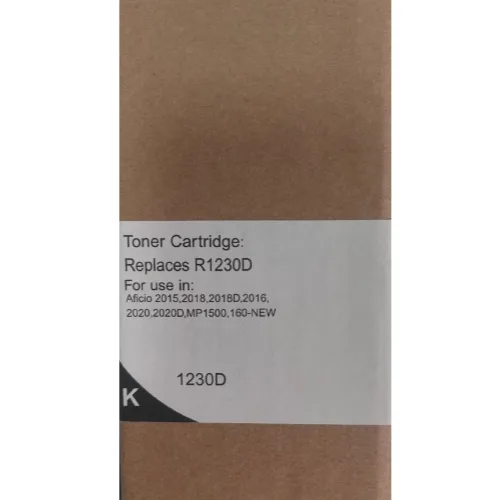 Toner Cartridge:
Replaces R1230D
For use in:
Aficio 2015,2018,2018D,2016,
2020,2020D,MP1500,160-NEW
1230D
K